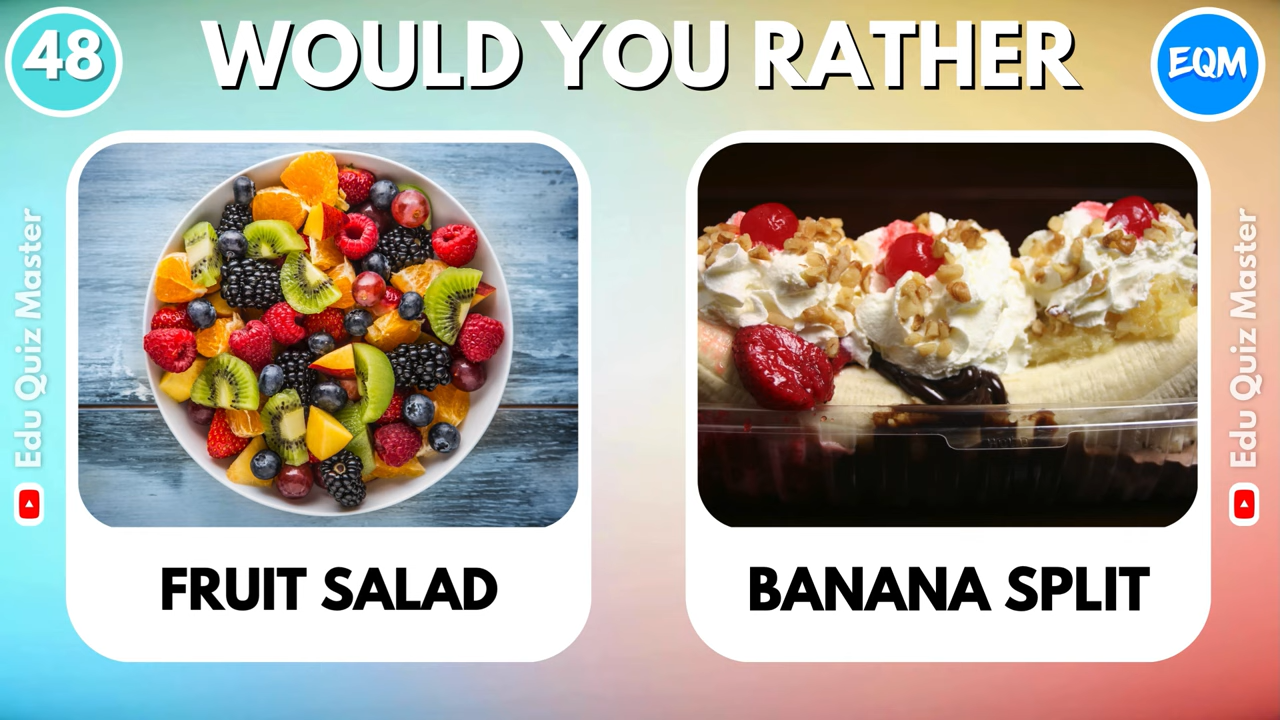 48
WOULD YOU RATHER
EQM
Edu Quiz Master
Edu Quiz Master
FRUIT SALAD
BANANA SPLIT